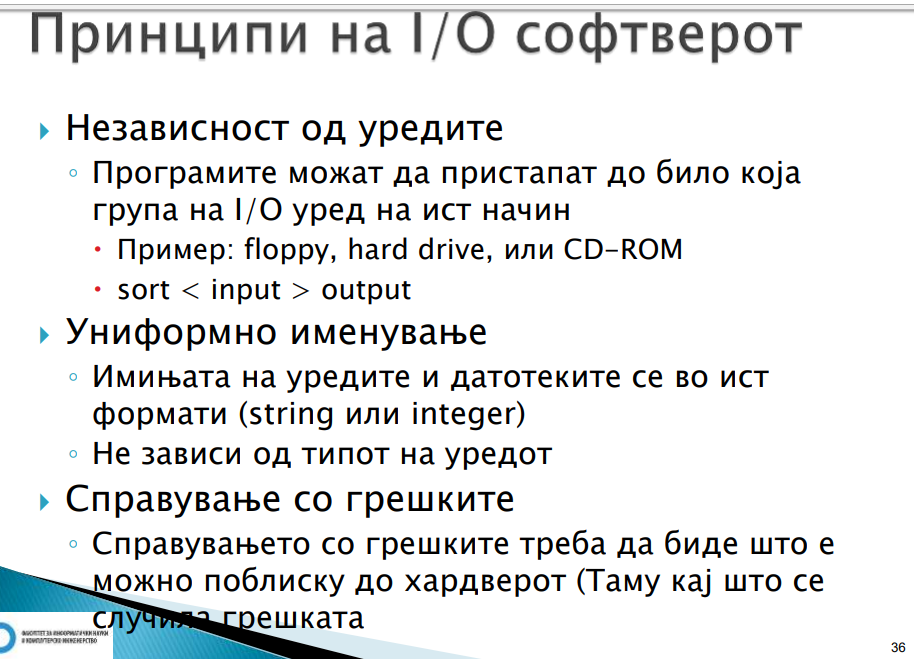 Принципи на I/O софтверот
Независност од уредите
Програмите можат да пристапат до било која
група на I/O уред на ист начин
Пример: floppy, hard drive, или CD-ROM
sort < input > output
Униформно именување
Имињата на уредите и датотеките се во ист
формати (string или integer)
Не зависи од типот на уредот
Справување со грешките
Справувањето со грешките треба да биде што е
можно поблиску до хардверот (Таму кај што се
случила грешката
ФАКУЛТЕТ ЗА ИНФОРМАТИЧКИ НАУКИ
И КОМПЈУТЕРСКО ИНЖЕНЕРСТВО
36